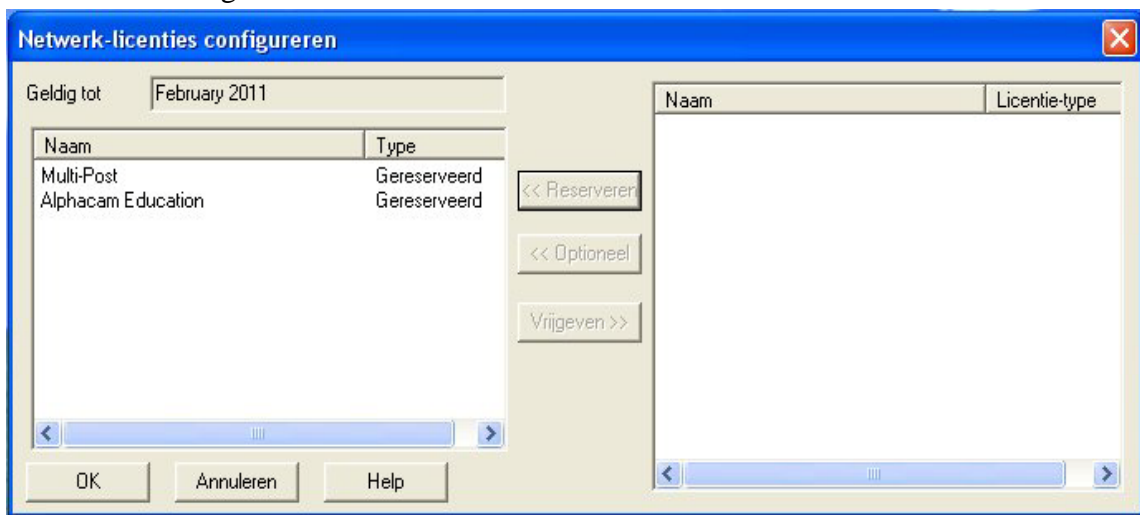 Netwerk-licenties configureren
Geldig tot February 2011
Naam Type
Multi-Post Gereserveerd
Alphacam Education Gereserveerd
<< Reserveren
<< Optioneel
Vrijgeven >>
Naam Licentie-type
OK Annuleren Help